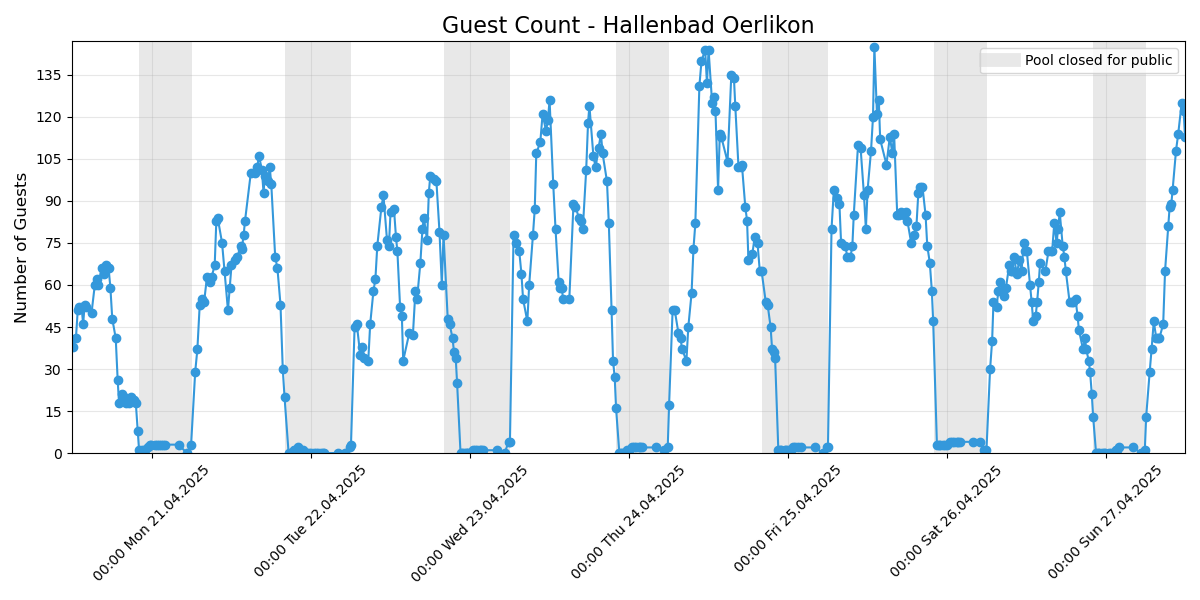 Guest Count - Hallenbad Oerlikon
Pool closed for public
Number of Guests
135
120
105
90
75
60
45
30
15
0
00:00 Mon 21.04.2025
00:00 Tue 22.04.2025
00:00 Wed 23.04.2025
00:00 Thu 24.04.2025
00:00 Fri 25.04.2025
00:00 Sat 26.04.2025
00:00 Sun 27.04.2025